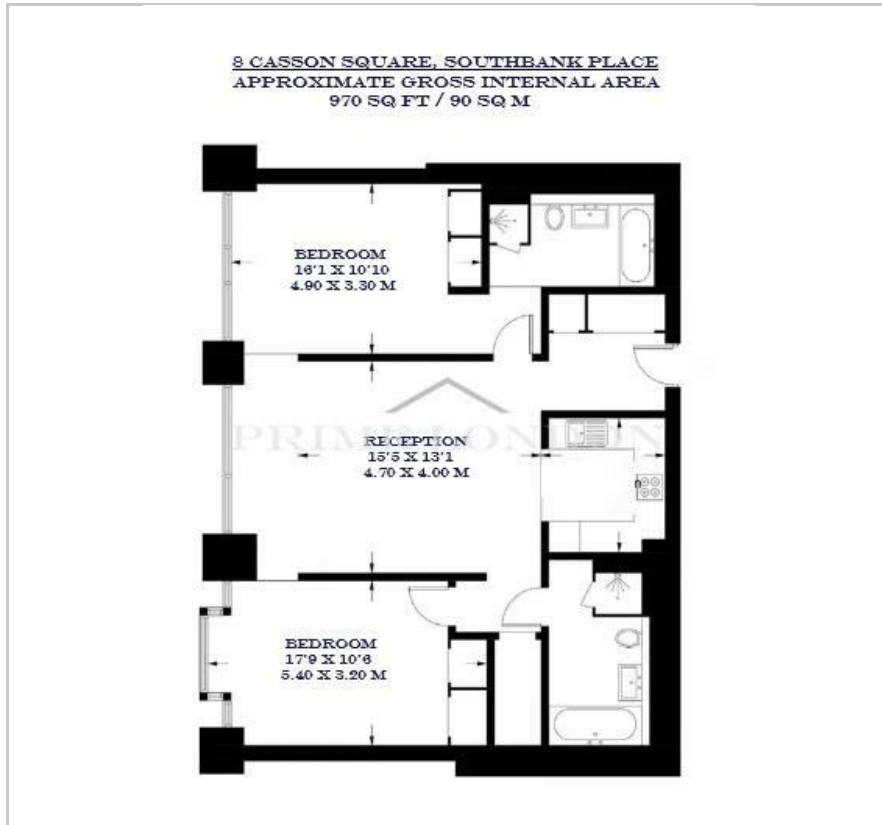 8 CASSON SQUARE, SOUTHBANK PLACE
APPROXIMATE GROSS INTERNAL AREA
970 SQ FT / 90 SQ M
BEDROOM
16'1 X 10'10
4.90 X 3.30 M
PRIME LONDON
RECEPTION
15'5 X 13'1
4.70 X 4.00 M
BEDROOM
17'9 X 10'6
5.40 X 3.20 M